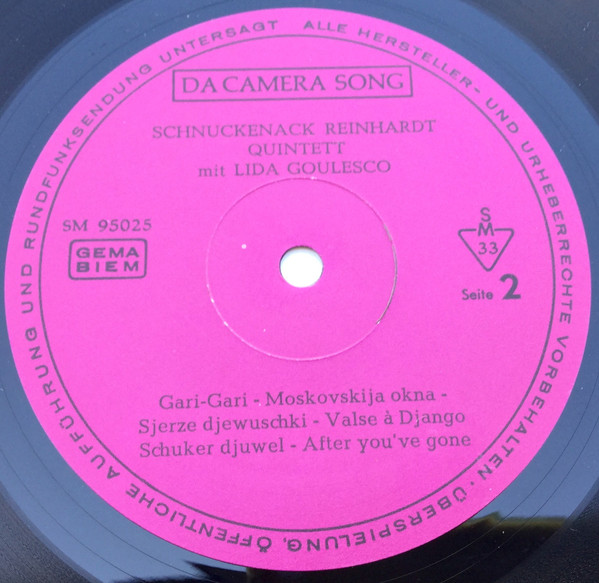 ALLE HERSTELLER- UND URHEBERRECHTE VORBEHALTEN · ÜBERSPIELUNG, ÖFFENTLICHE AUFFÜHRUNG UND RUNDFUNKSENDUNG UNTERSAGT
DA CAMERA SONG
SCHNUCKENACK REINHARDT
QUINTETT
mit LIDA GOULESCO
SM 95025
GEMA
BIEM
S
M
33
Seite 2
Gari-Gari - Moskovskija okna -
Sjerze djewuschki - Valse à Django
Schuker djuwel - After you've gone